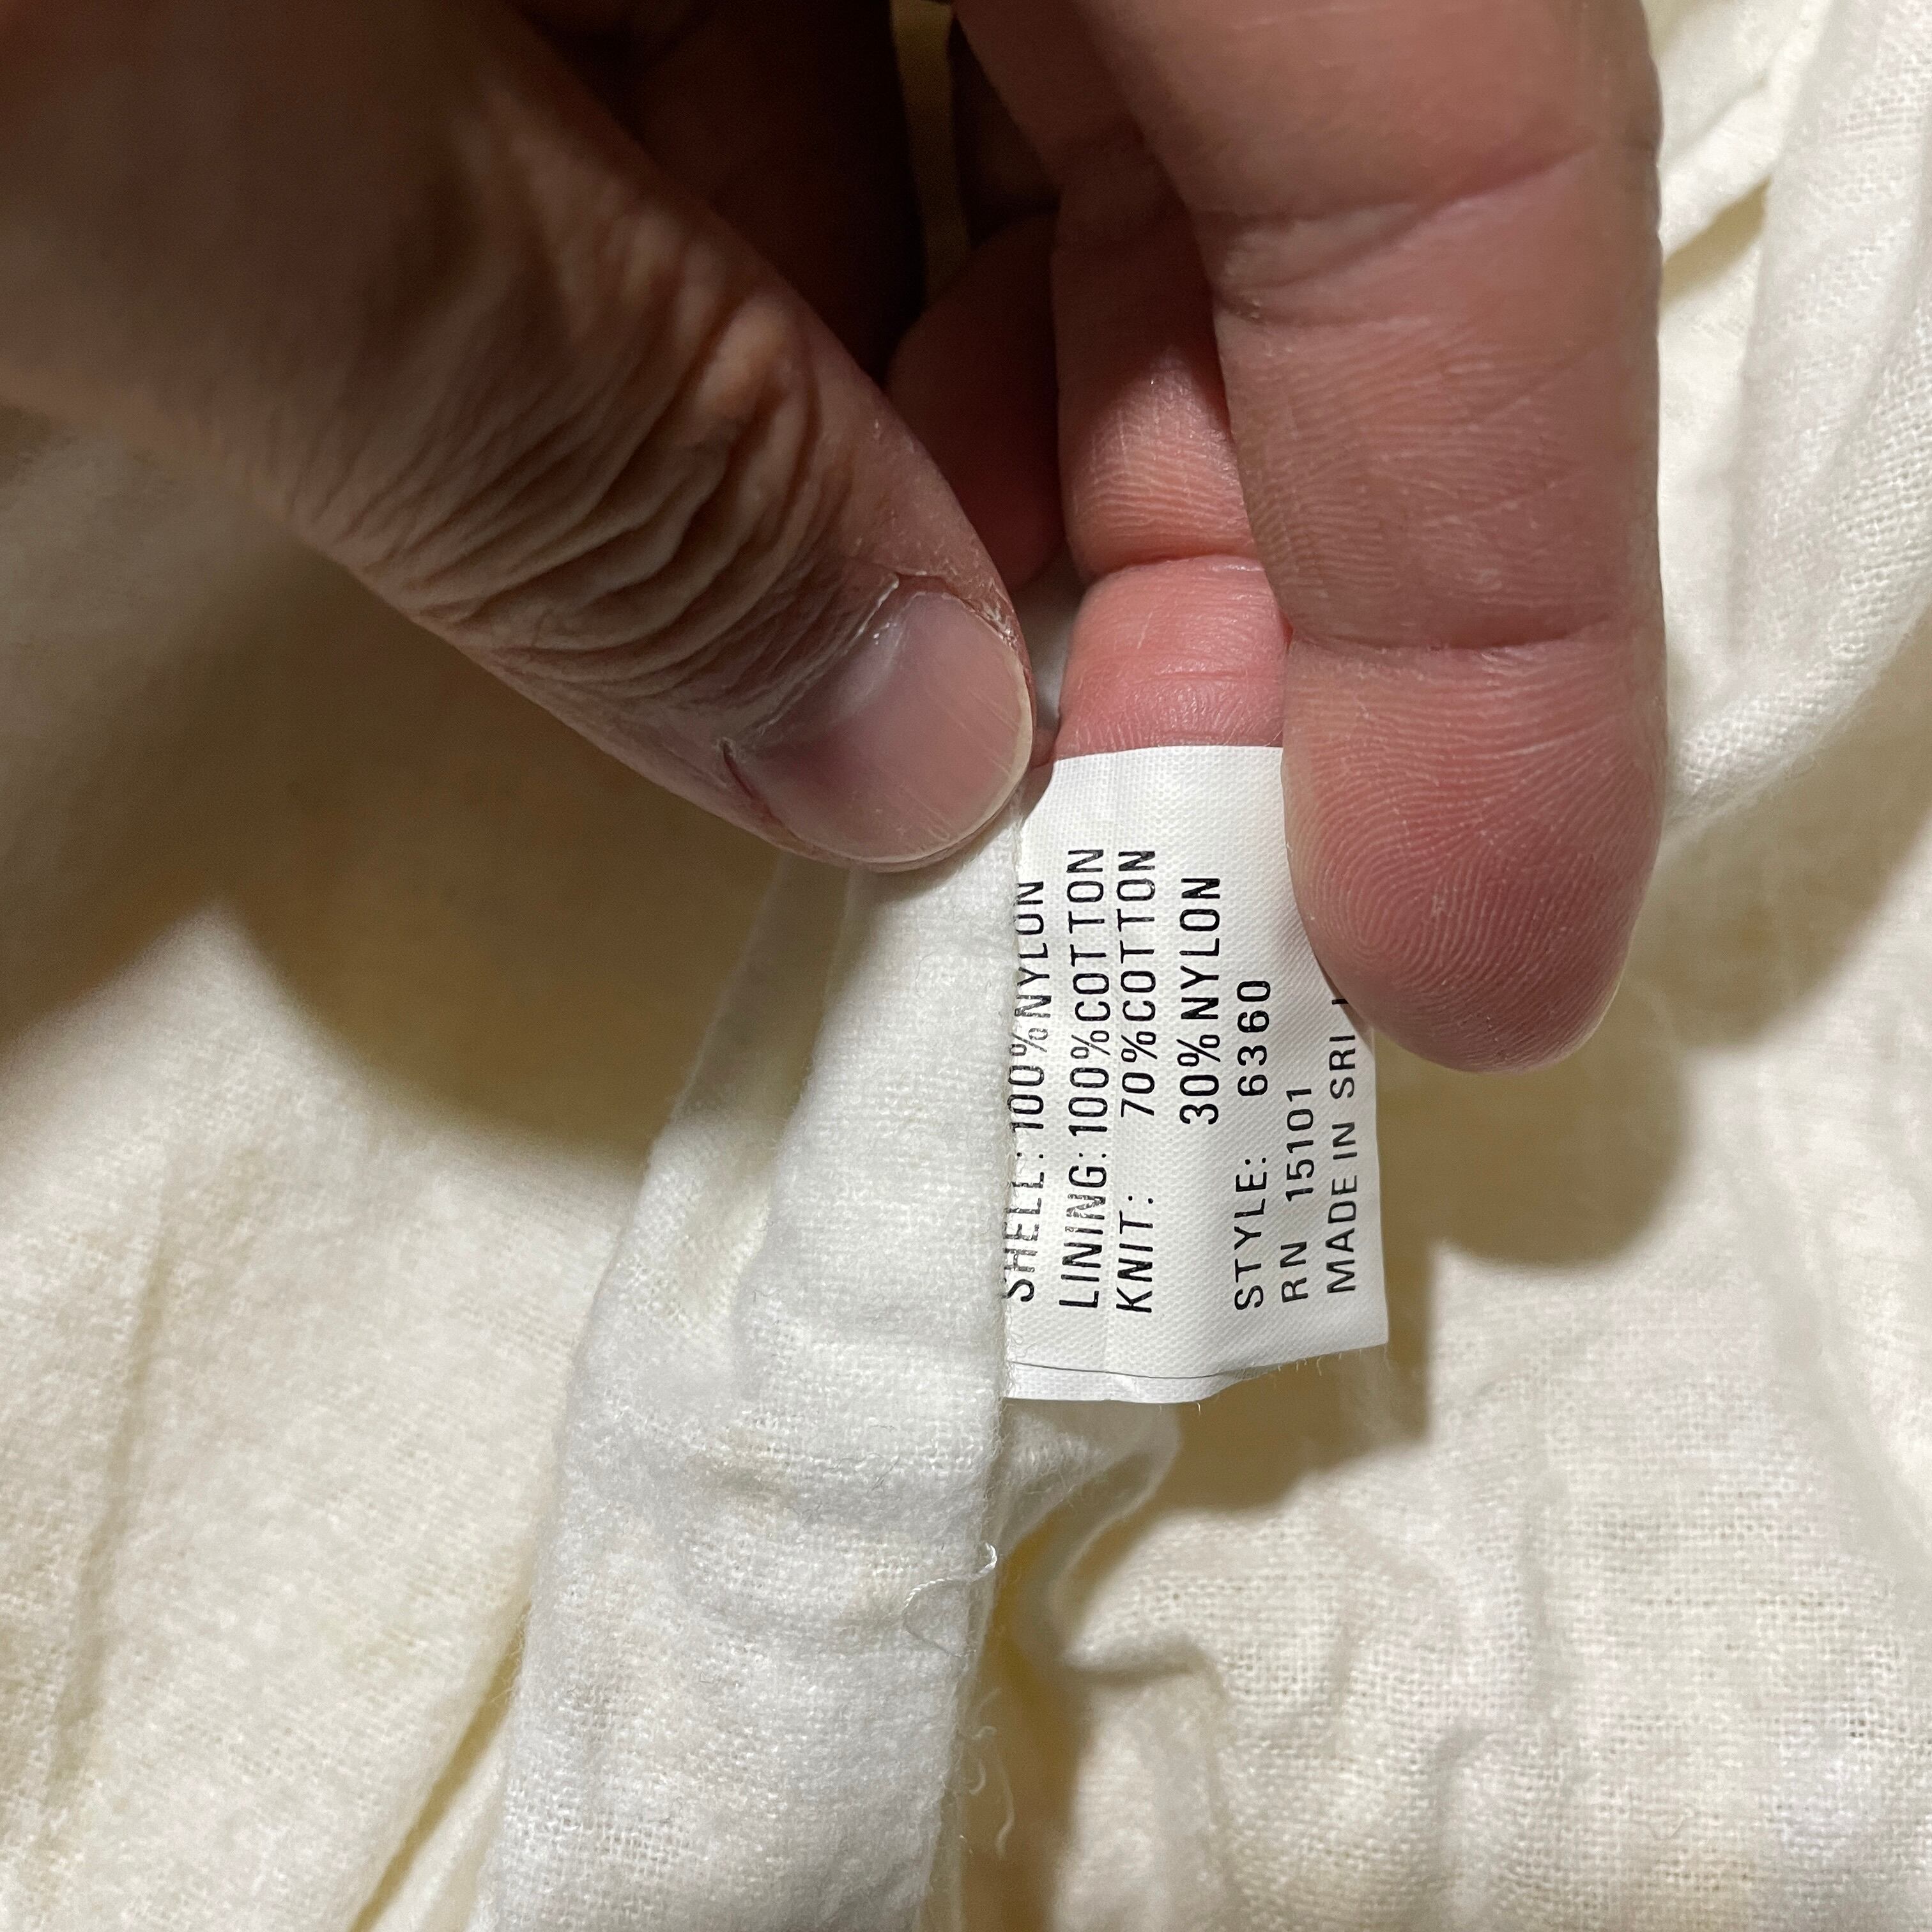 SHELL: 100%NYLON
LINING: 100%COTTON
KNIT: 70%COTTON
30%NYLON
STYLE: 6360
RN 15101
MADE IN SRI